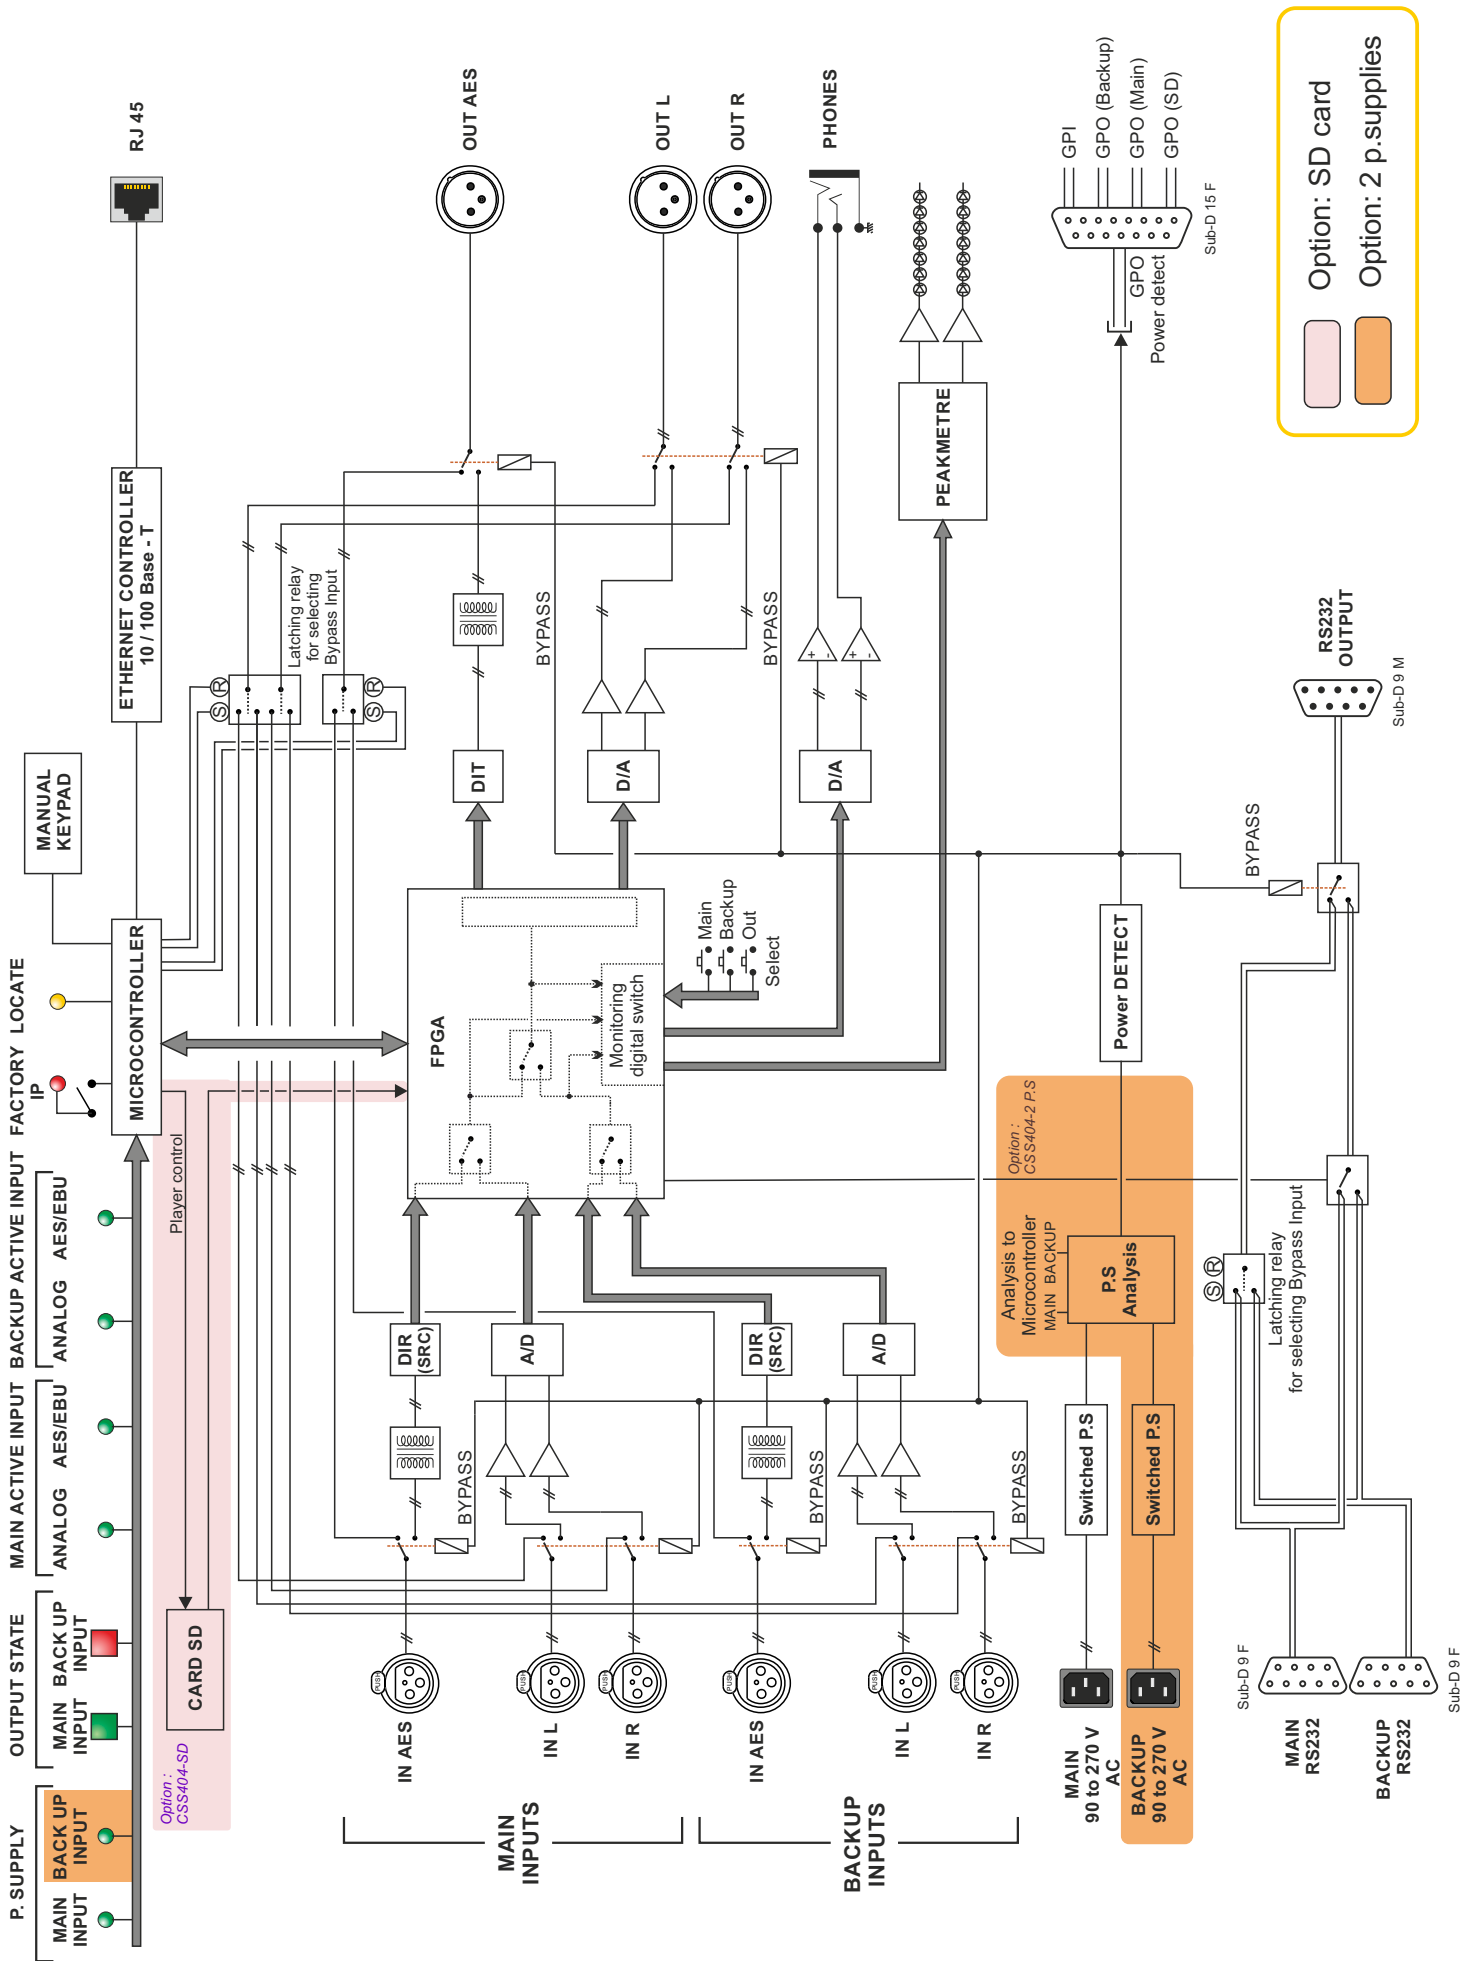 P. SUPPLY
MAIN
INPUT
BACK UP
INPUT
OUTPUT STATE
MAIN
INPUT
BACK UP
INPUT
MAIN ACTIVE INPUT
ANALOG
AES/EBU
BACKUP ACTIVE INPUT
ANALOG
AES/EBU
FACTORY
IP
LOCATE
MANUAL
KEYPAD
MICROCONTROLLER
ETHERNET CONTROLLER
10 / 100 Base - T
RJ 45
Option :
CSS404-SD
CARD SD
Player control
S
R
Latching relay
for selecting
Bypass Input
S
R
MAIN
INPUTS
IN AES
PUSH
IN L
PUSH
IN R
PUSH
BYPASS
DIR
(SRC)
A/D
BACKUP
INPUTS
IN AES
PUSH
IN L
PUSH
IN R
PUSH
BYPASS
BYPASS
DIR
(SRC)
A/D
FPGA
Monitoring
digital switch
Main
Backup
Out
Select
DIT
D/A
D/A
BYPASS
BYPASS
+
-
+
-
PEAKMETRE
OUT AES
OUT L
OUT R
PHONES
MAIN
90 to 270 V
AC
BACKUP
90 to 270 V
AC
Switched P.S
Switched P.S
Analysis to
Microcontroller
MAIN
BACKUP
P.S
Analysis
Option :
CSS404-2 P.S
Power DETECT
GPO
Power detect
GPI
GPO (Backup)
GPO (Main)
GPO (SD)
Sub-D 15 F
Sub-D 9 F
MAIN
RS232
BACKUP
RS232
Sub-D 9 F
S
R
Latching relay
for selecting Bypass Input
BYPASS
RS232
OUTPUT
Sub-D 9 M
Option: SD card
Option: 2 p.supplies